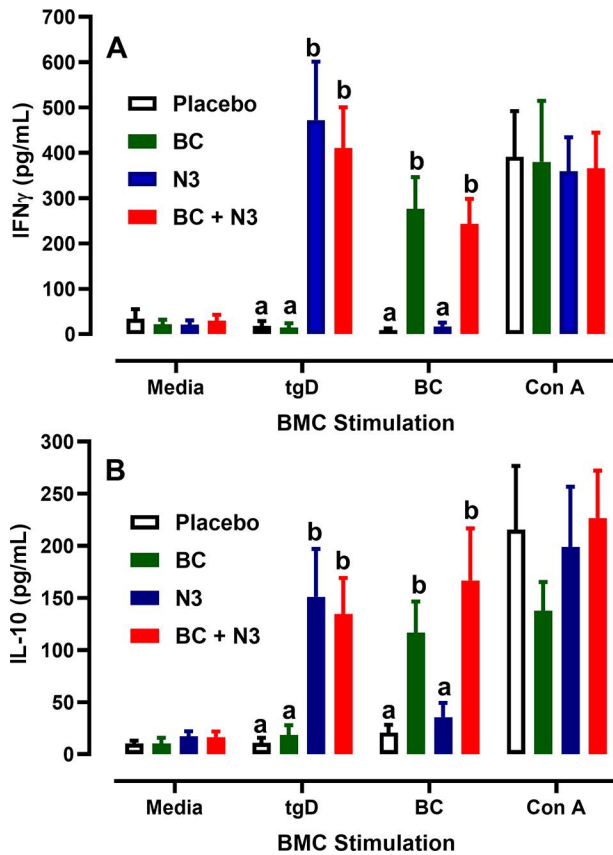 A
IFNγ (pg/mL)
700
600
500
400
300
200
100
0
Placebo
BC
N3
BC + N3
a a b b
a b a b
Media tgD BC Con A
BMC Stimulation
B
IL-10 (pg/mL)
300
250
200
150
100
50
0
Placebo
BC
N3
BC + N3
a a b b
a b a b
Media tgD BC Con A
BMC Stimulation